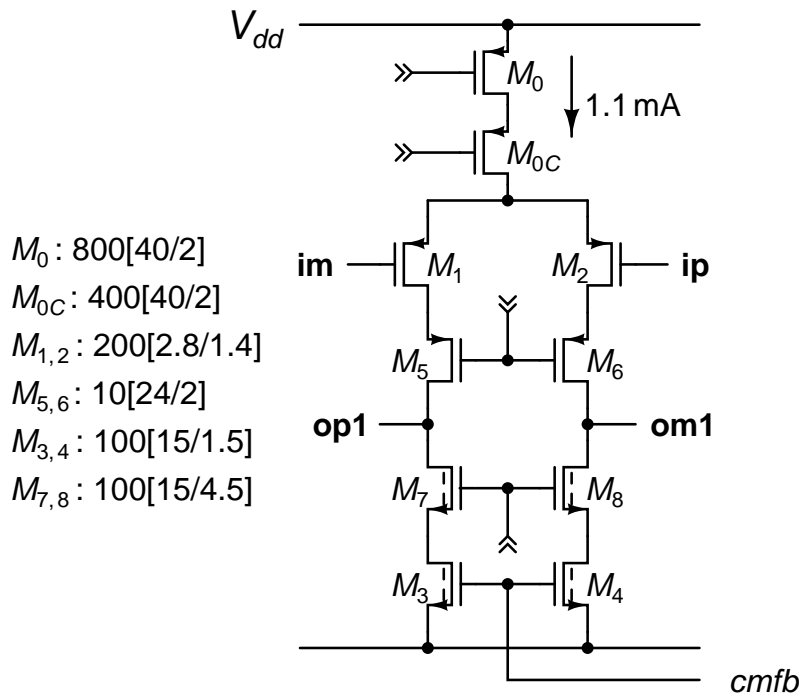 Vdd
M0
1.1 mA
M0C
M0 : 800[40/2]
M0C : 400[40/2]
M1,2 : 200[2.8/1.4]
M5,6 : 10[24/2]
M3,4 : 100[15/1.5]
M7,8 : 100[15/4.5]
im
M1
M2
ip
M5
M6
op1
om1
M7
M8
M3
M4
cmfb